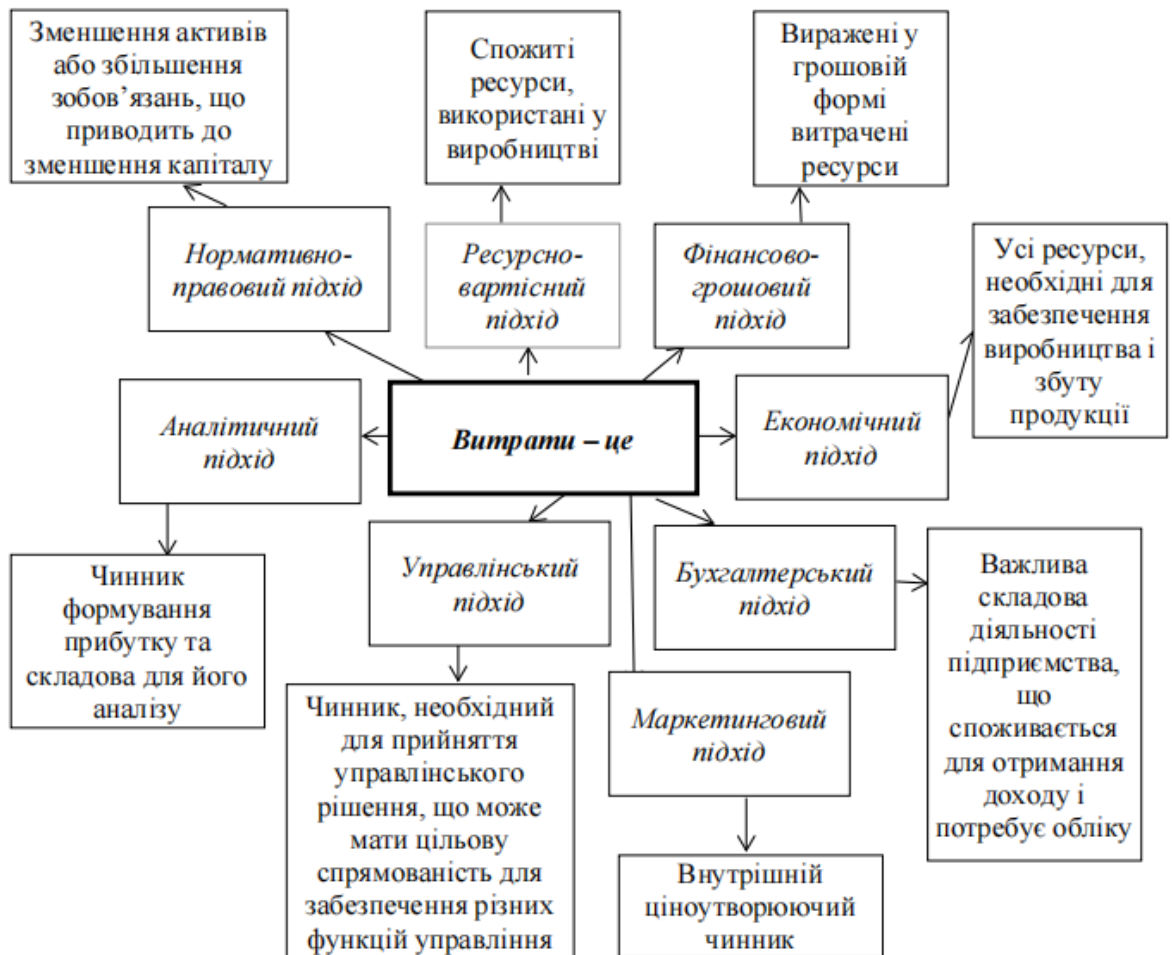 Зменшення активів
або збільшення
зобов’язань, що
приводить до
зменшення капіталу
Спожиті
ресурси,
використані у
виробництві
Виражені у
грошовій
формі
витрачені
ресурси
Нормативно-
правовий підхід
Ресурсно-
вартісний
підхід
Фінансово-
грошовий
підхід
Усі ресурси,
необхідні для
забезпечення
виробництва і
збуту
продукції
Аналітичний
підхід
Витрати – це
Економічний
підхід
Чинник
формування
прибутку та
складова для його
аналізу
Управлінський
підхід
Бухгалтерський
підхід
Важлива
складова
діяльності
підприємства,
що
споживається
для отримання
доходу і
потребує обліку
Чинник, необхідний
для прийняття
управлінського
рішення, що може
мати цільову
спрямованість для
забезпечення різних
функцій управління
Маркетинговий
підхід
Внутрішній
ціноутворюючий
чинник